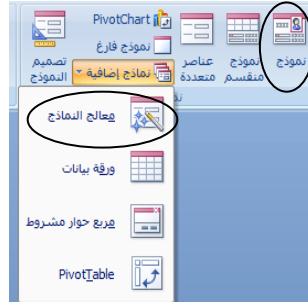 نموذج
نموذج منقسم
عناصر متعددة
PivotChart
نموذج فارغ
نماذج إضافية
تصميم النموذج
معالج النماذج
ورقة بيانات
مربع حوار مشروط
PivotTable